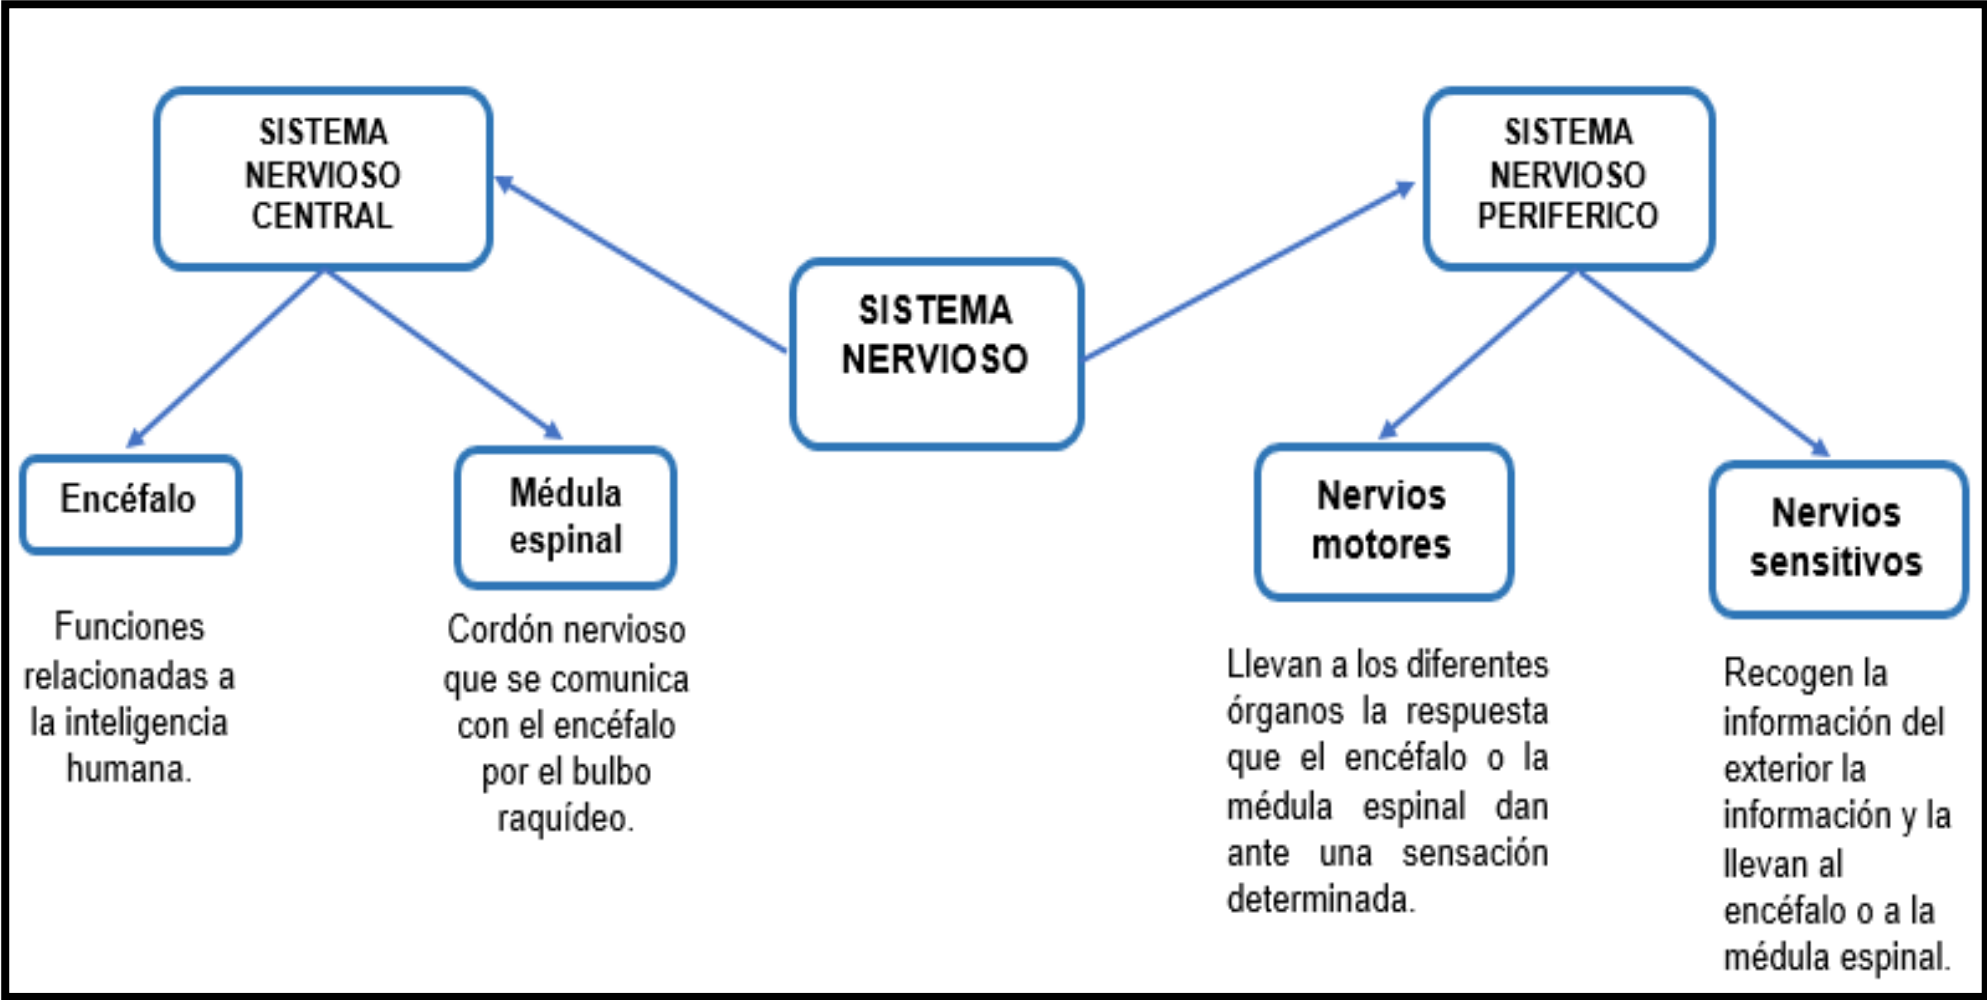 SISTEMA
NERVIOSO
CENTRAL
SISTEMA
NERVIOSO
PERIFERICO
SISTEMA
NERVIOSO
Encéfalo
Médula
espinal
Nervios
motores
Nervios
sensitivos
Funciones
relacionadas a
la inteligencia
humana.
Cordón nervioso
que se comunica
con el encéfalo
por el bulbo
raquídeo.
Llevan a los diferentes
órganos la respuesta
que el encéfalo o la
médula espinal dan
ante una sensación
determinada.
Recogen la
información del
exterior la
información y la
llevan al
encéfalo o a la
médula espinal.